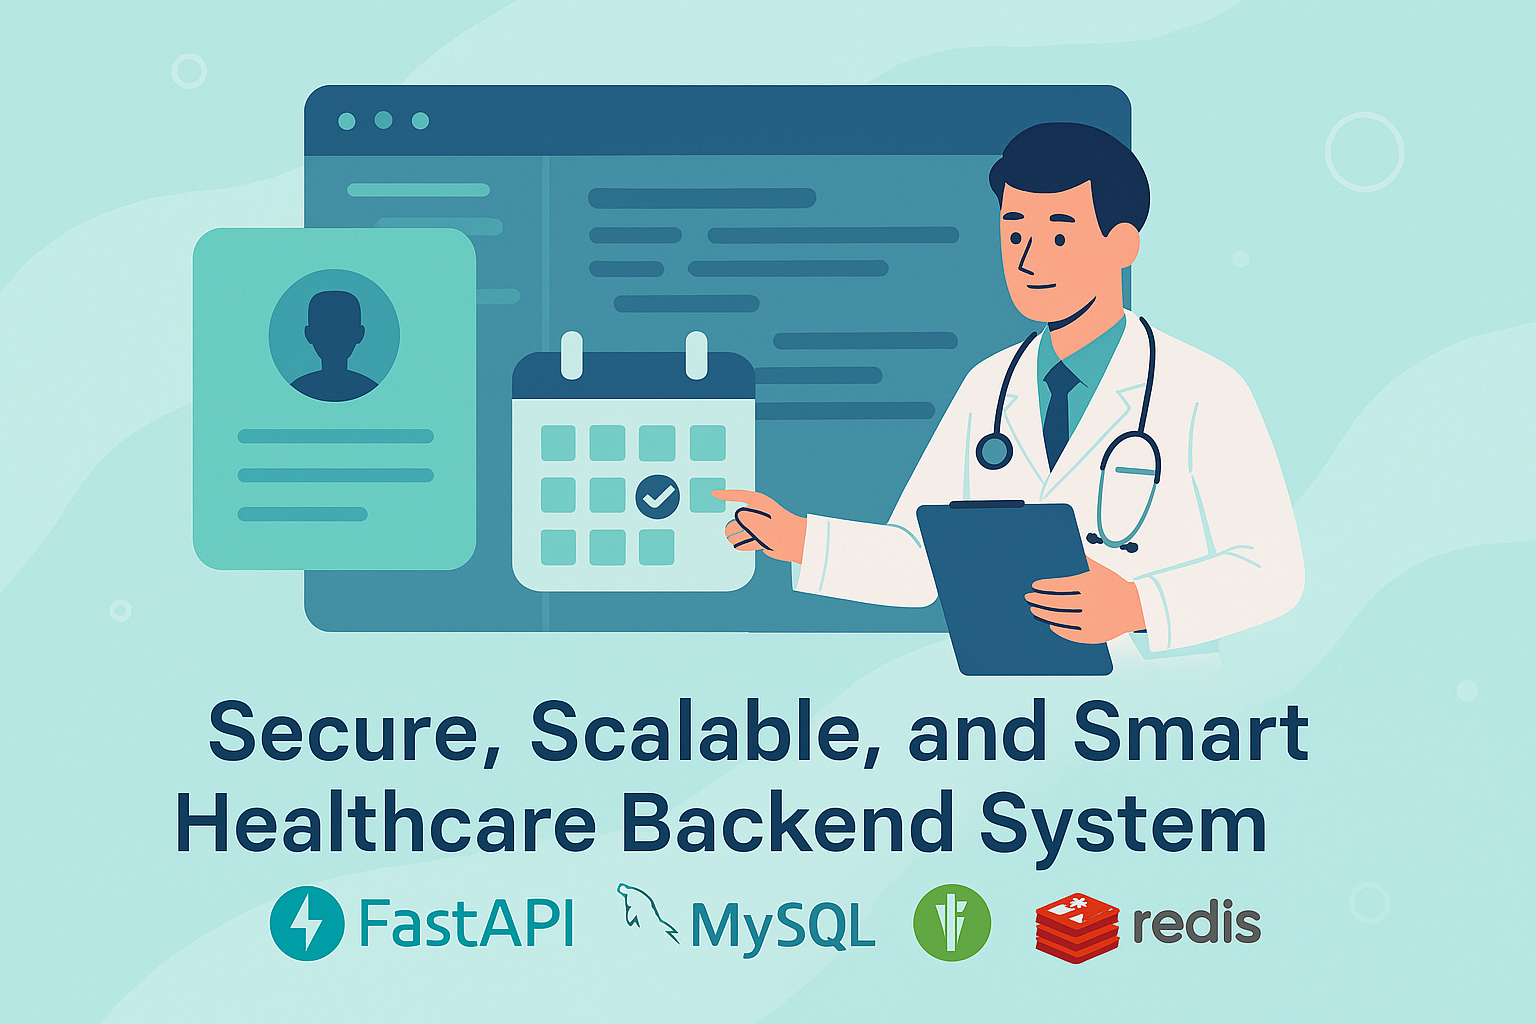 Secure, Scalable, and Smart
Healthcare Backend System
FastAPI MySQL redis